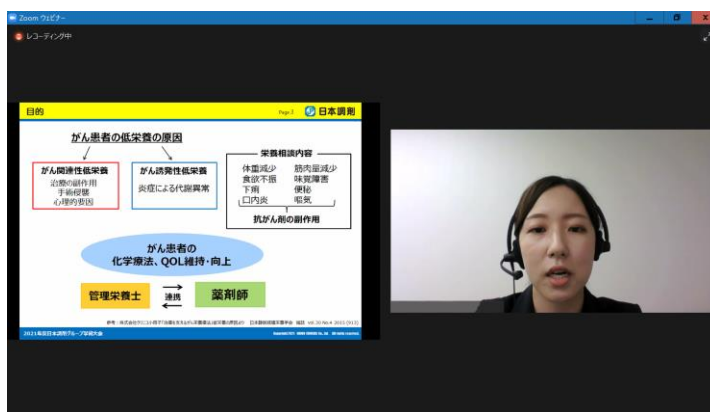 Zoom ウェビナー
レコーディング中
目的
Page 3
日本調剤
がん患者の低栄養の原因
がん関連性低栄養
治療の副作用
手術侵襲
心理的要因
がん誘発性低栄養
炎症による代謝異常
栄養相談内容
体重減少 筋肉量減少
食欲不振 味覚障害
下痢 便秘
口内炎 嘔気
抗がん剤の副作用
がん患者の
化学療法、QOL維持・向上
管理栄養士
連携
薬剤師
2021年度日本調剤グループ学術大会